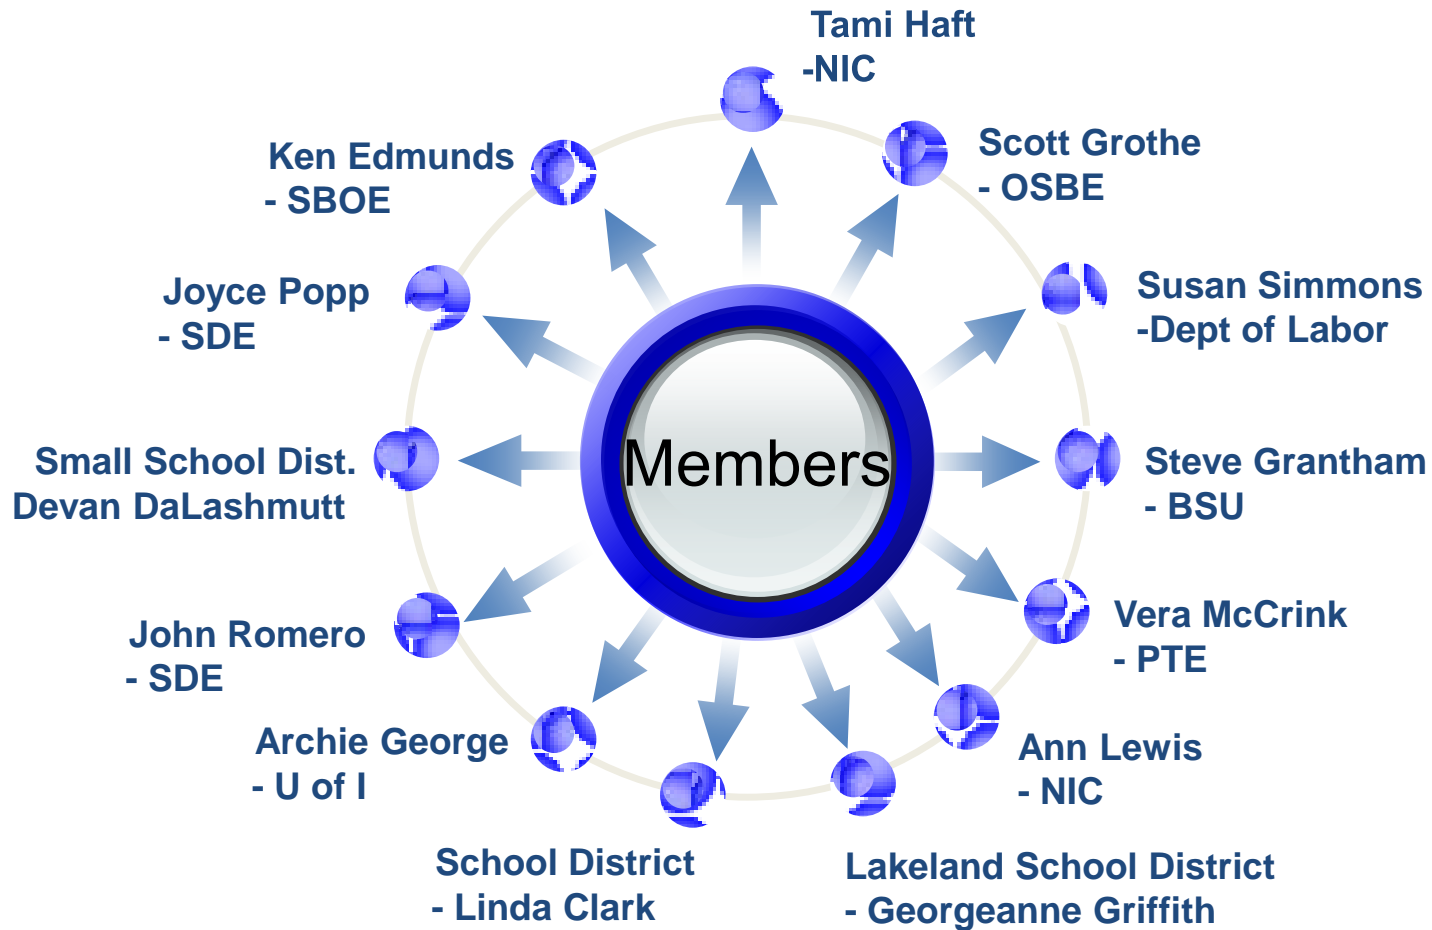 Tami Haft
-NIC
Scott Grothe
- OSBE
Susan Simmons
-Dept of Labor
Steve Grantham
- BSU
Vera McCrink
- PTE
Ann Lewis
- NIC
Lakeland School District
- Georgeanne Griffith
School District
- Linda Clark
Archie George
- U of I
John Romero
- SDE
Small School Dist.
Devan DaLashmutt
Joyce Popp
- SDE
Ken Edmunds
- SBOE
Members